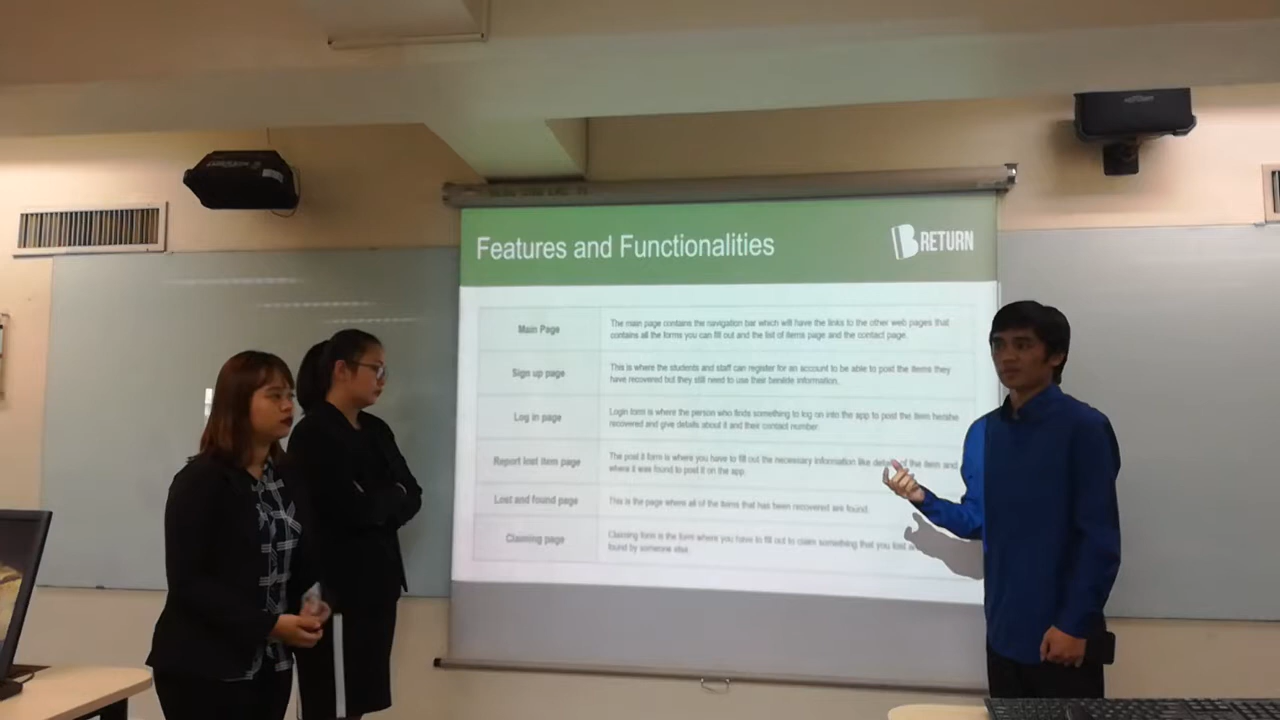 Features and Functionalities
B RETURN
Main Page
The main page contains the navigation bar which will have the links to the other web pages that
contains all the forms you can fill out and the list of items page and the contact page.
Sign up page
This is where the students and staff can register for an account to be able to post the items they
have recovered but they still need to use their benilde information.
Log in page
Login form is where the person who finds something to log on into the app to post the item he/she
recovered and give details about it and their contact number.
Report lost item page
The post it form is where you have to fill out the necessary information like details of the item and
where it was found to post it on the app.
Lost and found page
This is the page where all of the items that has been recovered are found.
Claiming page
Claiming form is the form where you have to fill out to claim something that you lost
found by someone else.